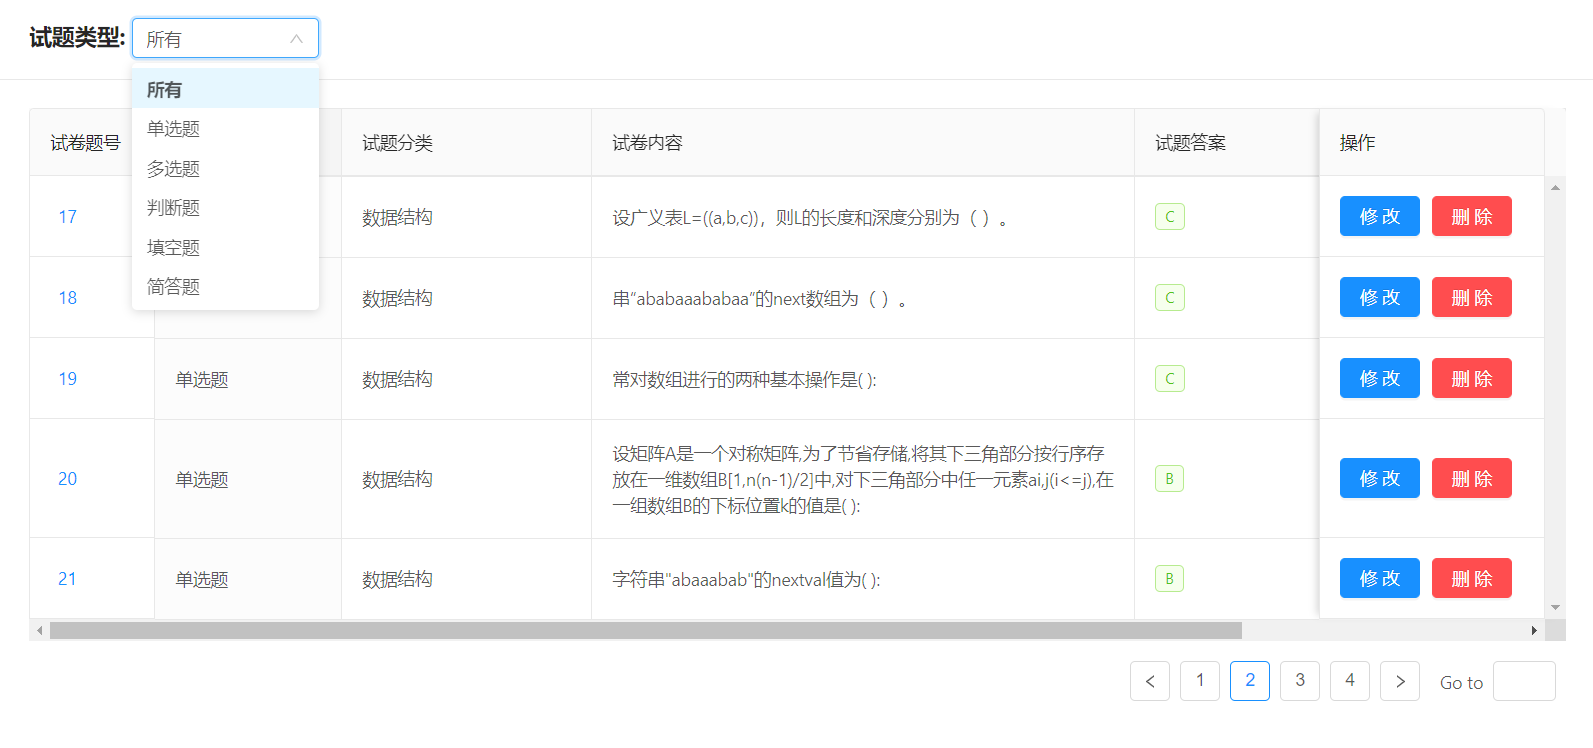 试题类型: 所有
所有
单选题
多选题
判断题
填空题
简答题
试卷题号 试题分类 试卷内容 试题答案 操作
17 数据结构 设广义表L=((a,b,c))，则L的长度和深度分别为（ ）。 C 修 改 删 除
18 数据结构 串“ababaaababaa”的next数组为（ ）。 C 修 改 删 除
19 单选题 数据结构 常对数组进行的两种基本操作是( ): C 修 改 删 除
20 单选题 数据结构 设矩阵A是一个对称矩阵,为了节省存储,将其下三角部分按行序存
放在一维数组B[1,n(n-1)/2]中,对下三角部分中任一元素ai,j(i<=j),在
一组数组B的下标位置k的值是( ): B 修 改 删 除
21 单选题 数据结构 字符串"abaaabab"的nextval值为( ): B 修 改 删 除
< 1 2 3 4 > Go to